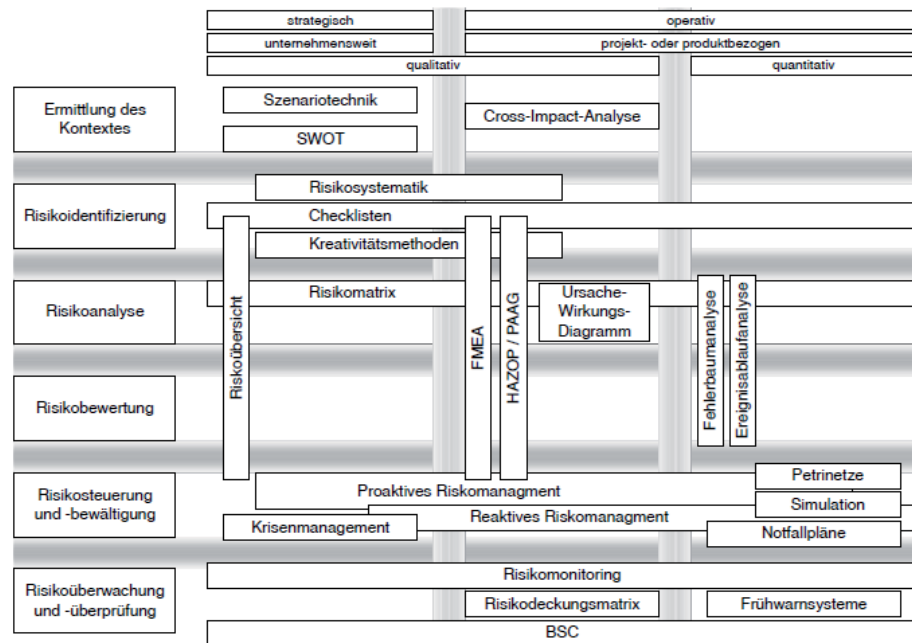 strategisch
operativ
unternehmensweit
projekt- oder produktbezogen
qualitativ
quantitativ
Ermittlung des
Kontextes
Szenariotechnik
SWOT
Cross-Impact-Analyse
Risikoidentifizierung
Risikosystematik
Checklisten
Kreativitätsmethoden
Risikoanalyse
Risikomatrix
Ursache-
Wirkungs-
Diagramm
Riskoübersicht
FMEA
HAZOP / PAAG
Fehlerbaumanalyse
Ereignisablaufanalyse
Risikobewertung
Risikosteuerung
und -bewältigung
Proaktives Riskomanagment
Petrinetze
Reaktives Riskomanagment
Simulation
Krisenmanagement
Notfallpläne
Risikoüberwachung
und -überprüfung
Risikomonitoring
Risikodeckungsmatrix
Frühwarnsysteme
BSC